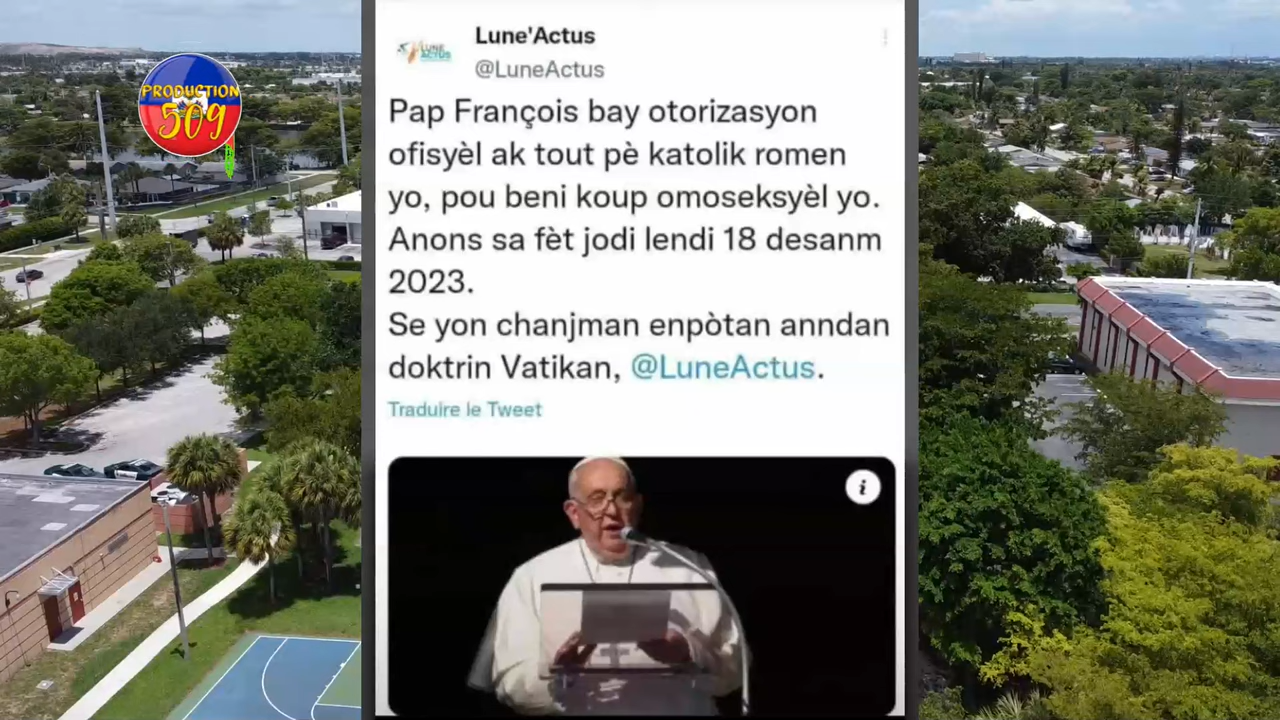 PRODUCTION
509
Lune'Actus
LUNE
ACTUS
@LuneActus
Pap François bay otorizasyon
ofisyèl ak tout pè katolik romen
yo, pou beni koup omoseksyèl yo.
Anons sa fèt jodi lendi 18 desanm
2023.
Se yon chanjman enpòtan anndan
doktrin Vatikan, @LuneActus.
Traduire le Tweet
i